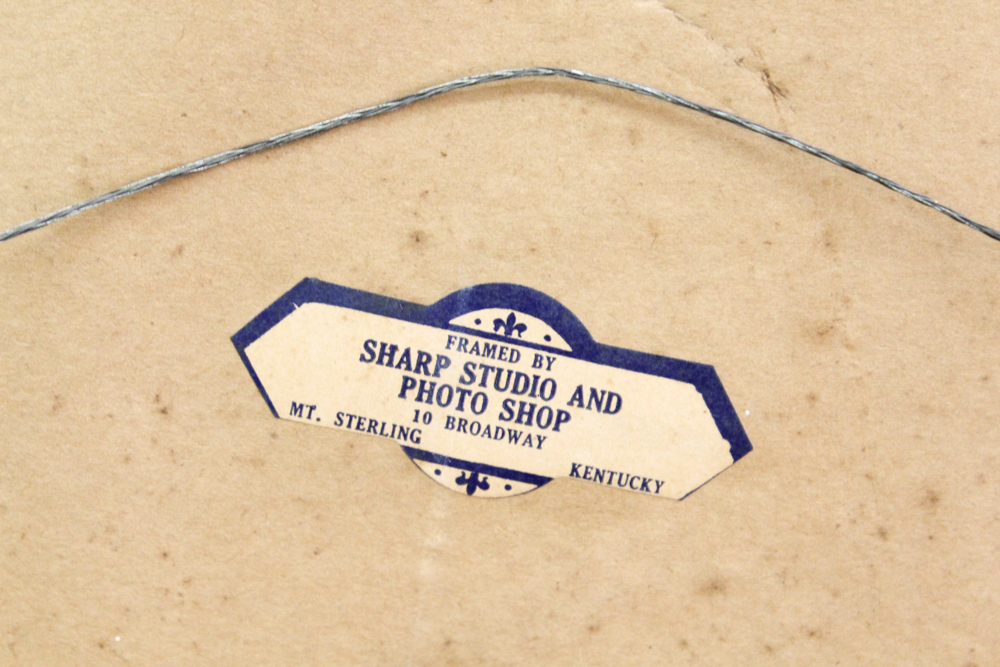 FRAMED BY
SHARP STUDIO AND
PHOTO SHOP
10 BROADWAY
MT. STERLING KENTUCKY